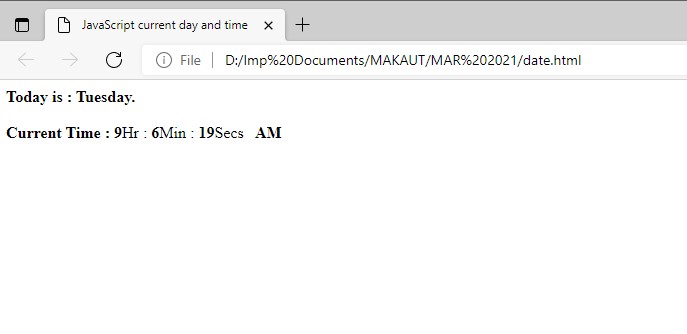 JavaScript current day and time
File | D:/Imp%20Documents/MAKAUT/MAR%202021/date.html
Today is : Tuesday.
Current Time : 9Hr : 6Min : 19Secs AM